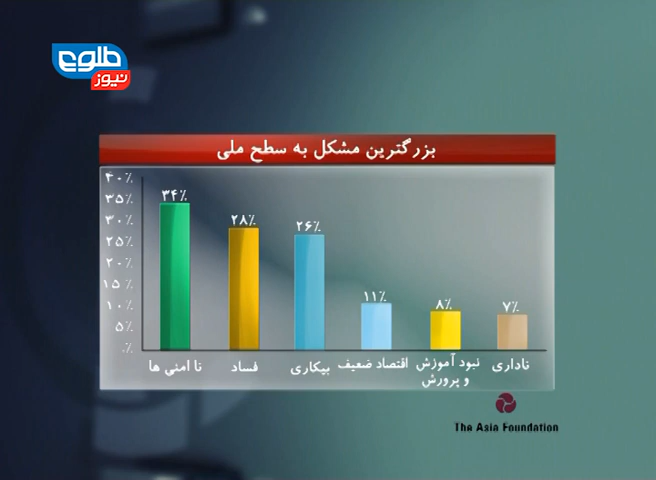 طلوع
نیوز
بزرگترین مشکل به سطح ملی
۴۰٪
۳۵٪
۳۰٪
۲۵٪
۲۰٪
۱۵٪
۱۰٪
۵٪
۰٪
۳۴٪
۲۸٪
۲۶٪
۱۱٪
۸٪
۷٪
نا امنی ها
فساد
بیکاری
اقتصاد ضعیف
نبود آموزش
و پرورش
ناداری
The Asia Foundation